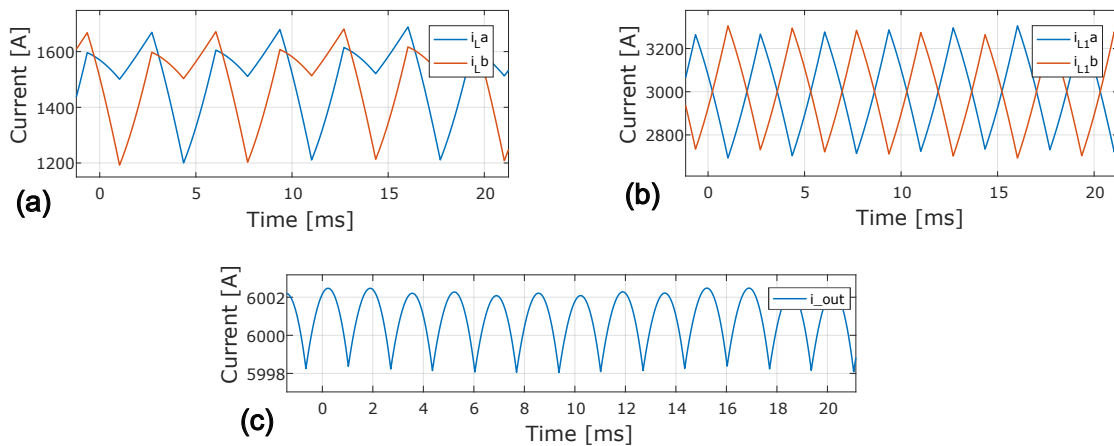 Current [A]
1600
1400
1200
0
5
10
15
20
Time [ms]
i_L a
i_L b
(a)
Current [A]
3200
3000
2800
0
5
10
15
20
Time [ms]
i_L1 a
i_L1 b
(b)
Current [A]
6002
6000
5998
0
2
4
6
8
10
12
14
16
18
20
Time [ms]
i_out
(c)